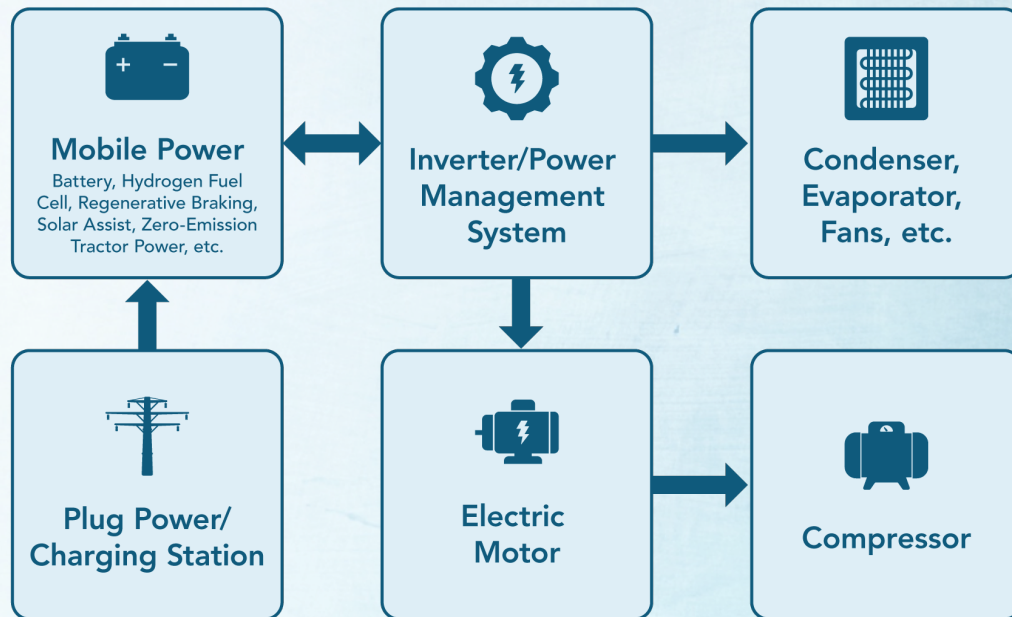 + −
Mobile Power
Battery, Hydrogen Fuel
Cell, Regenerative Braking,
Solar Assist, Zero-Emission
Tractor Power, etc.
Inverter/Power
Management
System
Condenser,
Evaporator,
Fans, etc.
Plug Power/
Charging Station
Electric
Motor
Compressor